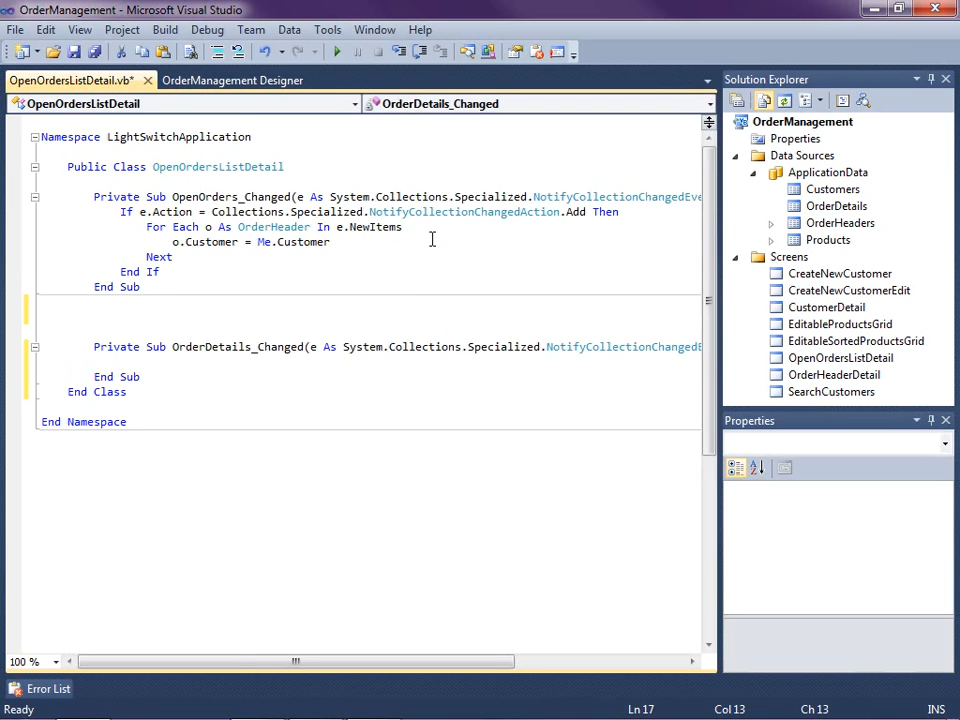 OrderManagement - Microsoft Visual Studio
File Edit View Project Build Debug Team Data Tools Window Help
OpenOrdersListDetail.vb* OrderManagement Designer
OpenOrdersListDetail OrderDetails_Changed
Namespace LightSwitchApplication
Public Class OpenOrdersListDetail
Private Sub OpenOrders_Changed(e As System.Collections.Specialized.NotifyCollectionChangedEve
If e.Action = Collections.Specialized.NotifyCollectionChangedAction.Add Then
For Each o As OrderHeader In e.NewItems
o.Customer = Me.Customer
Next
End If
End Sub
Private Sub OrderDetails_Changed(e As System.Collections.Specialized.NotifyCollectionChangedE
End Sub
End Class
End Namespace
100 %
Error List
Ready Ln 17 Col 13 Ch 13 INS
Solution Explorer
OrderManagement
Properties
Data Sources
ApplicationData
Customers
OrderDetails
OrderHeaders
Products
Screens
CreateNewCustomer
CreateNewCustomerEdit
CustomerDetail
EditableProductsGrid
EditableSortedProductsGrid
OpenOrdersListDetail
OrderHeaderDetail
SearchCustomers
Properties